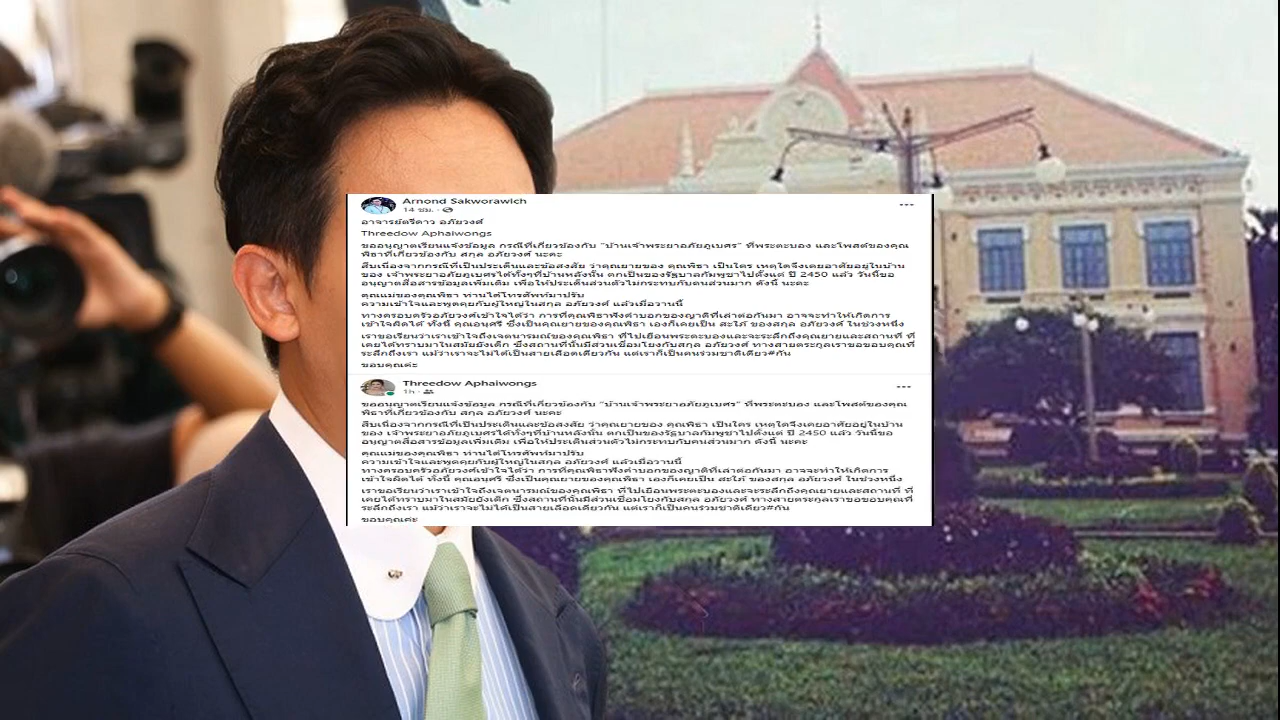 Arnond Sakworawich
14 ชม. ·
อาจารย์ตรีดาว อภัยวงศ์
Threedow Aphaiwongs
ขออนุญาตเรียนแจ้งข้อมูล กรณีที่เกี่ยวข้องกับ "บ้านเจ้าพระยาอภัยภูเบศร" ที่พระตะบอง และโพสต์ของคุณ
พิธาที่เกี่ยวข้องกับ สกุล อภัยวงศ์ นะคะ
สืบเนื่องจากกรณีที่เป็นประเด็นและข้อสงสัย ว่าคุณยายของ คุณพิธา เป็นใคร เหตุใดจึงเคยอาศัยอยู่ในบ้าน
ของ เจ้าพระยาอภัยภูเบศรได้ทั้งๆที่บ้านหลังนั้น ตกเป็นของรัฐบาลกัมพูชาไปตั้งแต่ ปี 2450 แล้ว วันนี้ขอ
อนุญาตสื่อสารข้อมูลเพิ่มเติม เพื่อให้ประเด็นส่วนตัวไม่กระทบกับคนส่วนมาก ดังนี้ นะคะ
คุณแม่ของคุณพิธา ท่านได้โทรศัพท์มาปรับ
ความเข้าใจและพูดคุยกับผู้ใหญ่ในสกุล อภัยวงศ์ แล้วเมื่อวานนี้
ทางครอบครัวอภัยวงศ์เข้าใจได้ว่า การที่คุณพิธาฟังคำบอกของญาติที่เล่าต่อกันมา อาจจะทำให้เกิดการ
เข้าใจผิดได้ ทั้งนี้ คุณอนุศรี ซึ่งเป็นคุณยายของคุณพิธา เองก็เคยเป็น สะใภ้ ของสกุล อภัยวงศ์ ในช่วงหนึ่ง
เราขอเรียนว่าเราเข้าใจถึงเจตนารมณ์ของคุณพิธา ที่ไปเยือนพระตะบองและจะระลึกถึงคุณยายและสถานที่ ที่
เคยได้ทราบมาในสมัยยังเด็ก ซึ่งสถานที่นั้นมีส่วนเชื่อมโยงกับสกุล อภัยวงศ์ ทางสายตระกูลเราขอขอบคุณที่
ระลึกถึงเรา แม้ว่าเราจะไม่ได้เป็นสายเลือดเดียวกัน แต่เราก็เป็นคนร่วมชาติเดียว#กัน
ขอบคุณค่ะ
Threedow Aphaiwongs
1h ·
ขออนุญาตเรียนแจ้งข้อมูล กรณีที่เกี่ยวข้องกับ "บ้านเจ้าพระยาอภัยภูเบศร" ที่พระตะบอง และโพสต์ของคุณ
พิธาที่เกี่ยวข้องกับ สกุล อภัยวงศ์ นะคะ
สืบเนื่องจากกรณีที่เป็นประเด็นและข้อสงสัย ว่าคุณยายของ คุณพิธา เป็นใคร เหตุใดจึงเคยอาศัยอยู่ในบ้าน
ของ เจ้าพระยาอภัยภูเบศรได้ทั้งๆที่บ้านหลังนั้น ตกเป็นของรัฐบาลกัมพูชาไปตั้งแต่ ปี 2450 แล้ว วันนี้ขอ
อนุญาตสื่อสารข้อมูลเพิ่มเติม เพื่อให้ประเด็นส่วนตัวไม่กระทบกับคนส่วนมาก ดังนี้ นะคะ
คุณแม่ของคุณพิธา ท่านได้โทรศัพท์มาปรับ
ความเข้าใจและพูดคุยกับผู้ใหญ่ในสกุล อภัยวงศ์ แล้วเมื่อวานนี้
ทางครอบครัวอภัยวงศ์เข้าใจได้ว่า การที่คุณพิธาฟังคำบอกของญาติที่เล่าต่อกันมา อาจจะทำให้เกิดการ
เข้าใจผิดได้ ทั้งนี้ คุณอนุศรี ซึ่งเป็นคุณยายของคุณพิธา เองก็เคยเป็น สะใภ้ ของสกุล อภัยวงศ์ ในช่วงหนึ่ง
เราขอเรียนว่าเราเข้าใจถึงเจตนารมณ์ของคุณพิธา ที่ไปเยือนพระตะบองและจะระลึกถึงคุณยายและสถานที่ ที่
เคยได้ทราบมาในสมัยยังเด็ก ซึ่งสถานที่นั้นมีส่วนเชื่อมโยงกับสกุล อภัยวงศ์ ทางสายตระกูลเราขอขอบคุณที่
ระลึกถึงเรา แม้ว่าเราจะไม่ได้เป็นสายเลือดเดียวกัน แต่เราก็เป็นคนร่วมชาติเดียว#กัน
ขอบคุณค่ะ